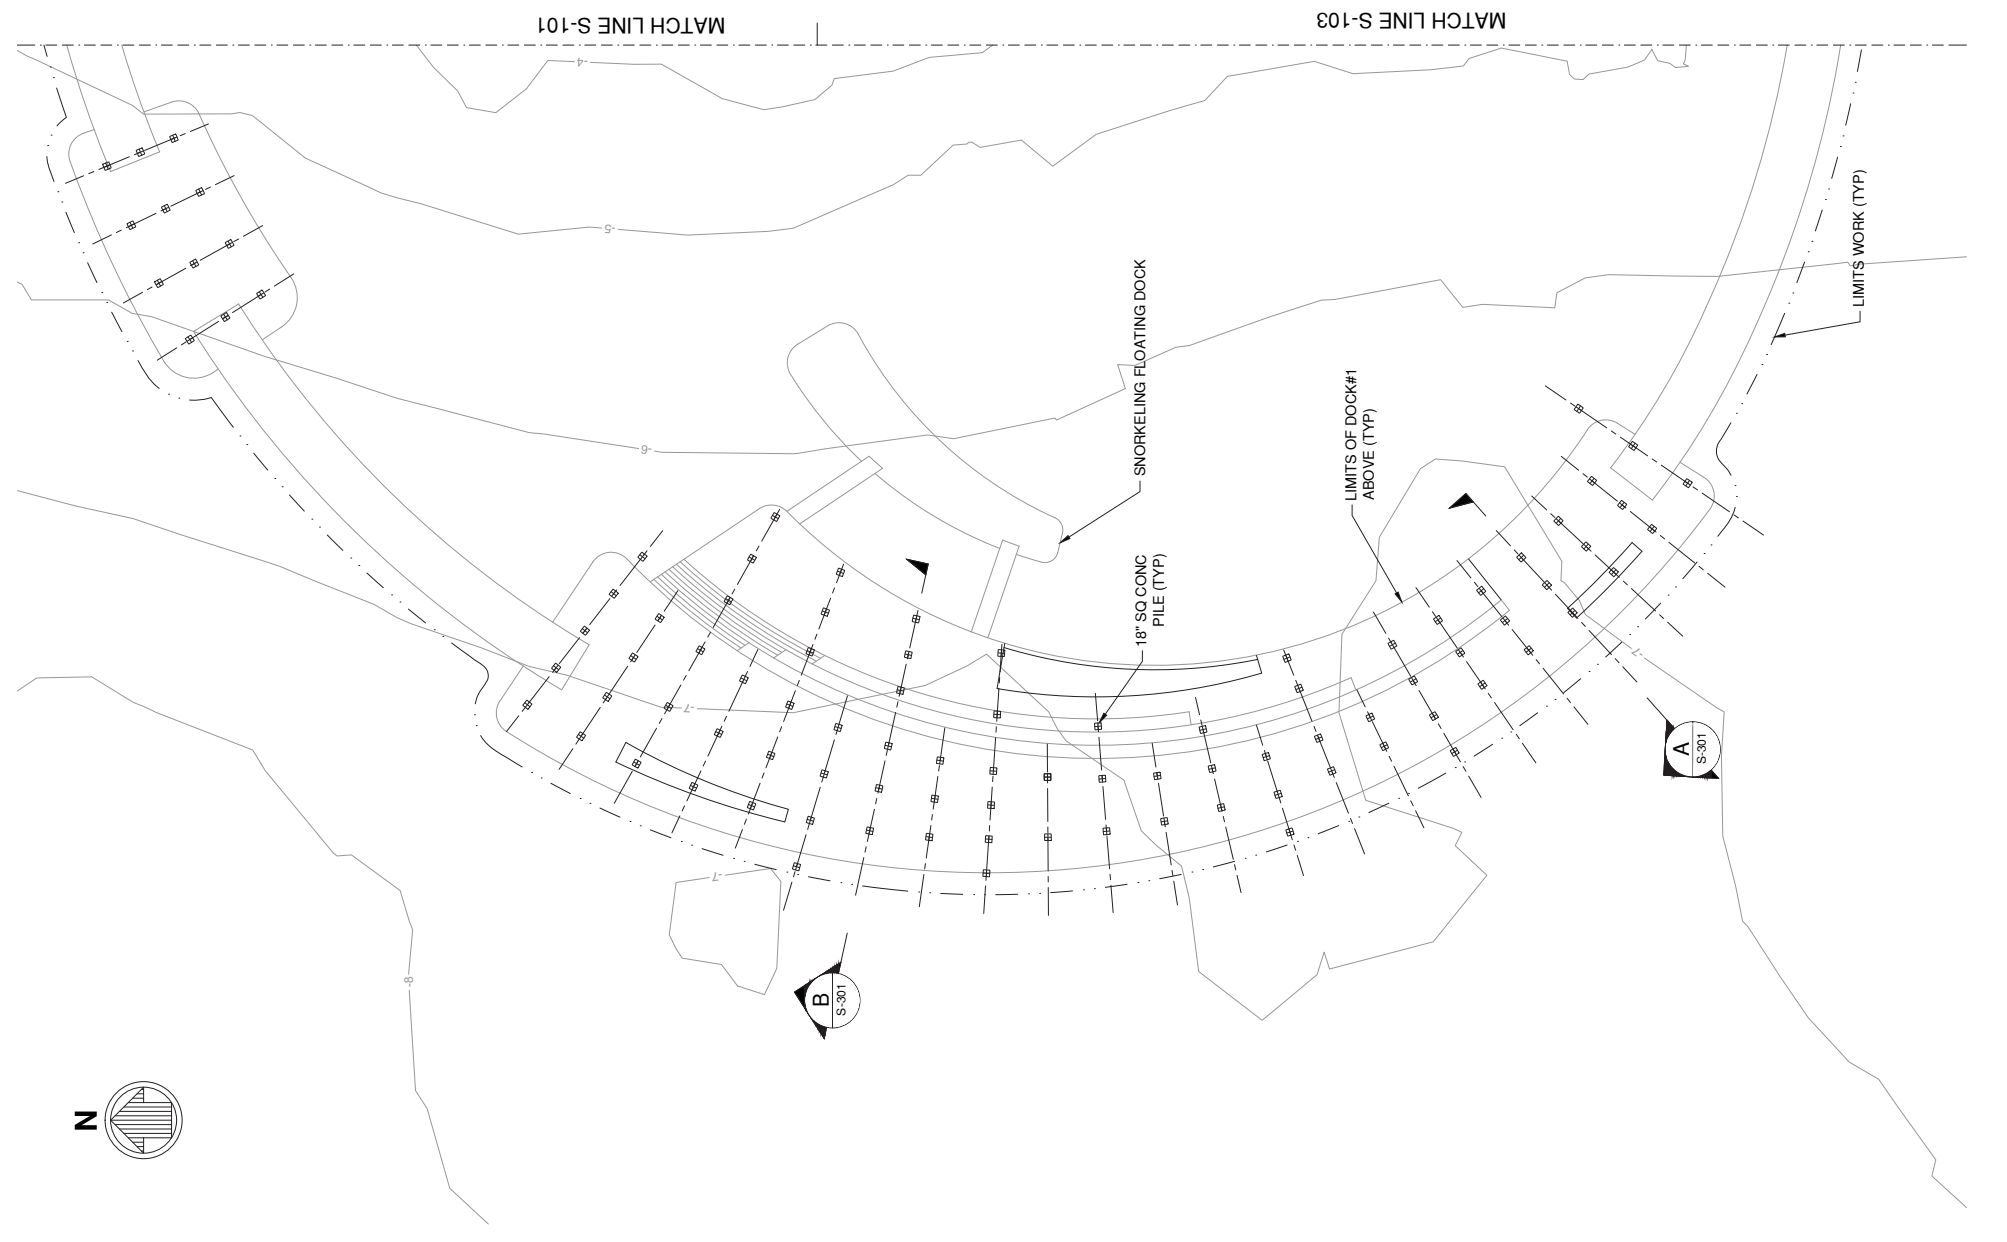 MATCH LINE S-101
MATCH LINE S-103
-4
-5
-6
-7
-7
-7
-8
SNORKELING FLOATING DOCK
LIMITS WORK (TYP)
LIMITS OF DOCK#1
ABOVE (TYP)
18" SQ CONC
PILE (TYP)
A
S-301
B
S-301
N